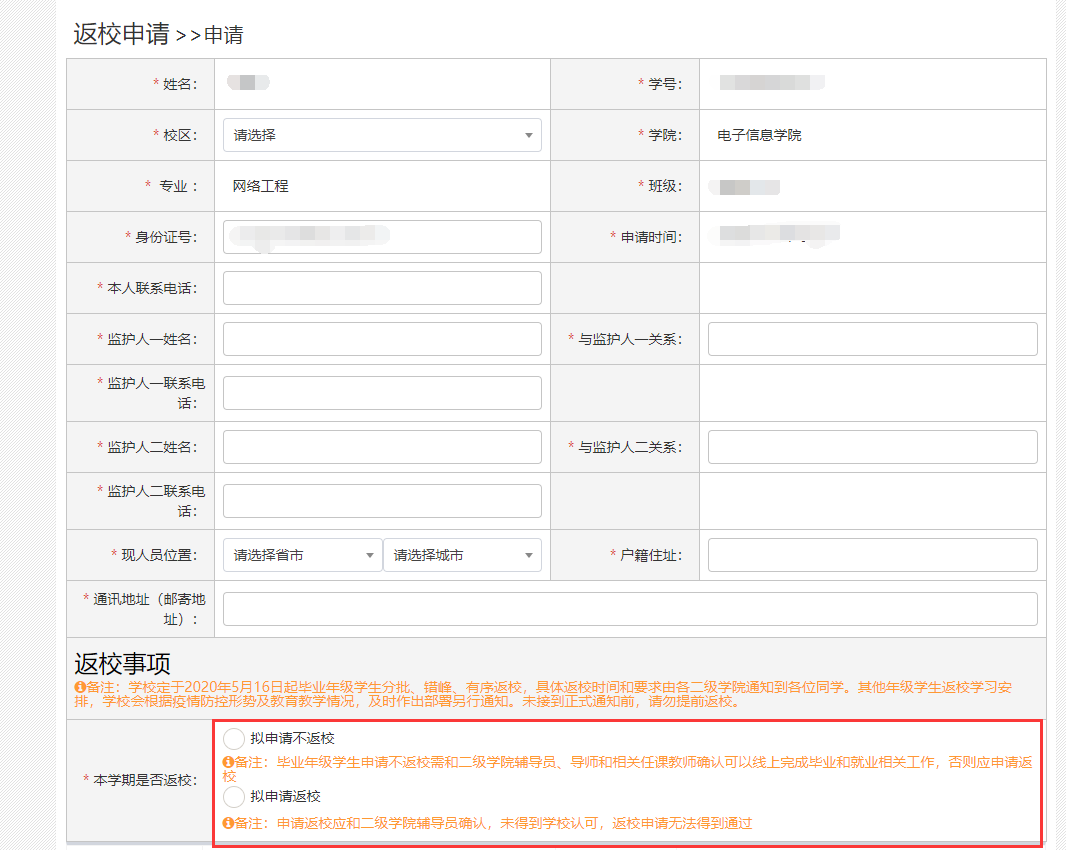 返校申请 >>申请
* 姓名：
* 学号：
* 校区： 请选择
* 学院： 电子信息学院
* 专业 ： 网络工程
* 班级：
* 身份证号：
* 申请时间：
* 本人联系电话：
* 监护人一姓名：
* 与监护人一关系：
* 监护人一联系电
话：
* 监护人二姓名：
* 与监护人二关系：
* 监护人二联系电
话：
* 现人员位置： 请选择省市 请选择城市
* 户籍住址：
* 通讯地址（邮寄地
址）：
返校事项
备注：学校定于2020年5月16日起毕业年级学生分批、错峰、有序返校，具体返校时间和要求由各二级学院通知到各位同学。其他年级学生返校学习安
排，学校会根据疫情防控形势及教育教学情况，及时作出部署另行通知。未接到正式通知前，请勿提前返校。
* 本学期是否返校：
拟申请不返校
备注：毕业年级学生申请不返校需和二级学院辅导员、导师和相关任课教师确认可以线上完成毕业和就业相关工作，否则应申请返
校
拟申请返校
备注：申请返校应和二级学院辅导员确认，未得到学校认可，返校申请无法得到通过